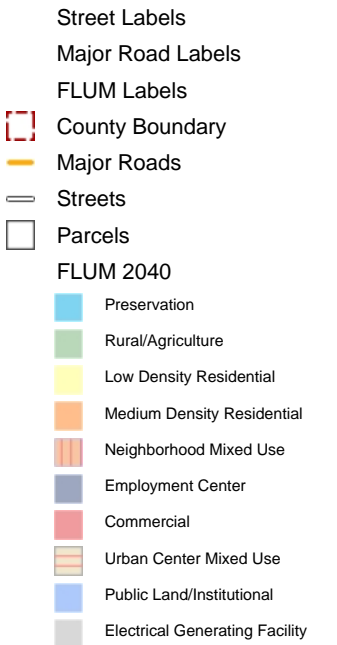 Street Labels
Major Road Labels
FLUM Labels
County Boundary
Major Roads
Streets
Parcels
FLUM 2040
Preservation
Rural/Agriculture
Low Density Residential
Medium Density Residential
Neighborhood Mixed Use
Employment Center
Commercial
Urban Center Mixed Use
Public Land/Institutional
Electrical Generating Facility